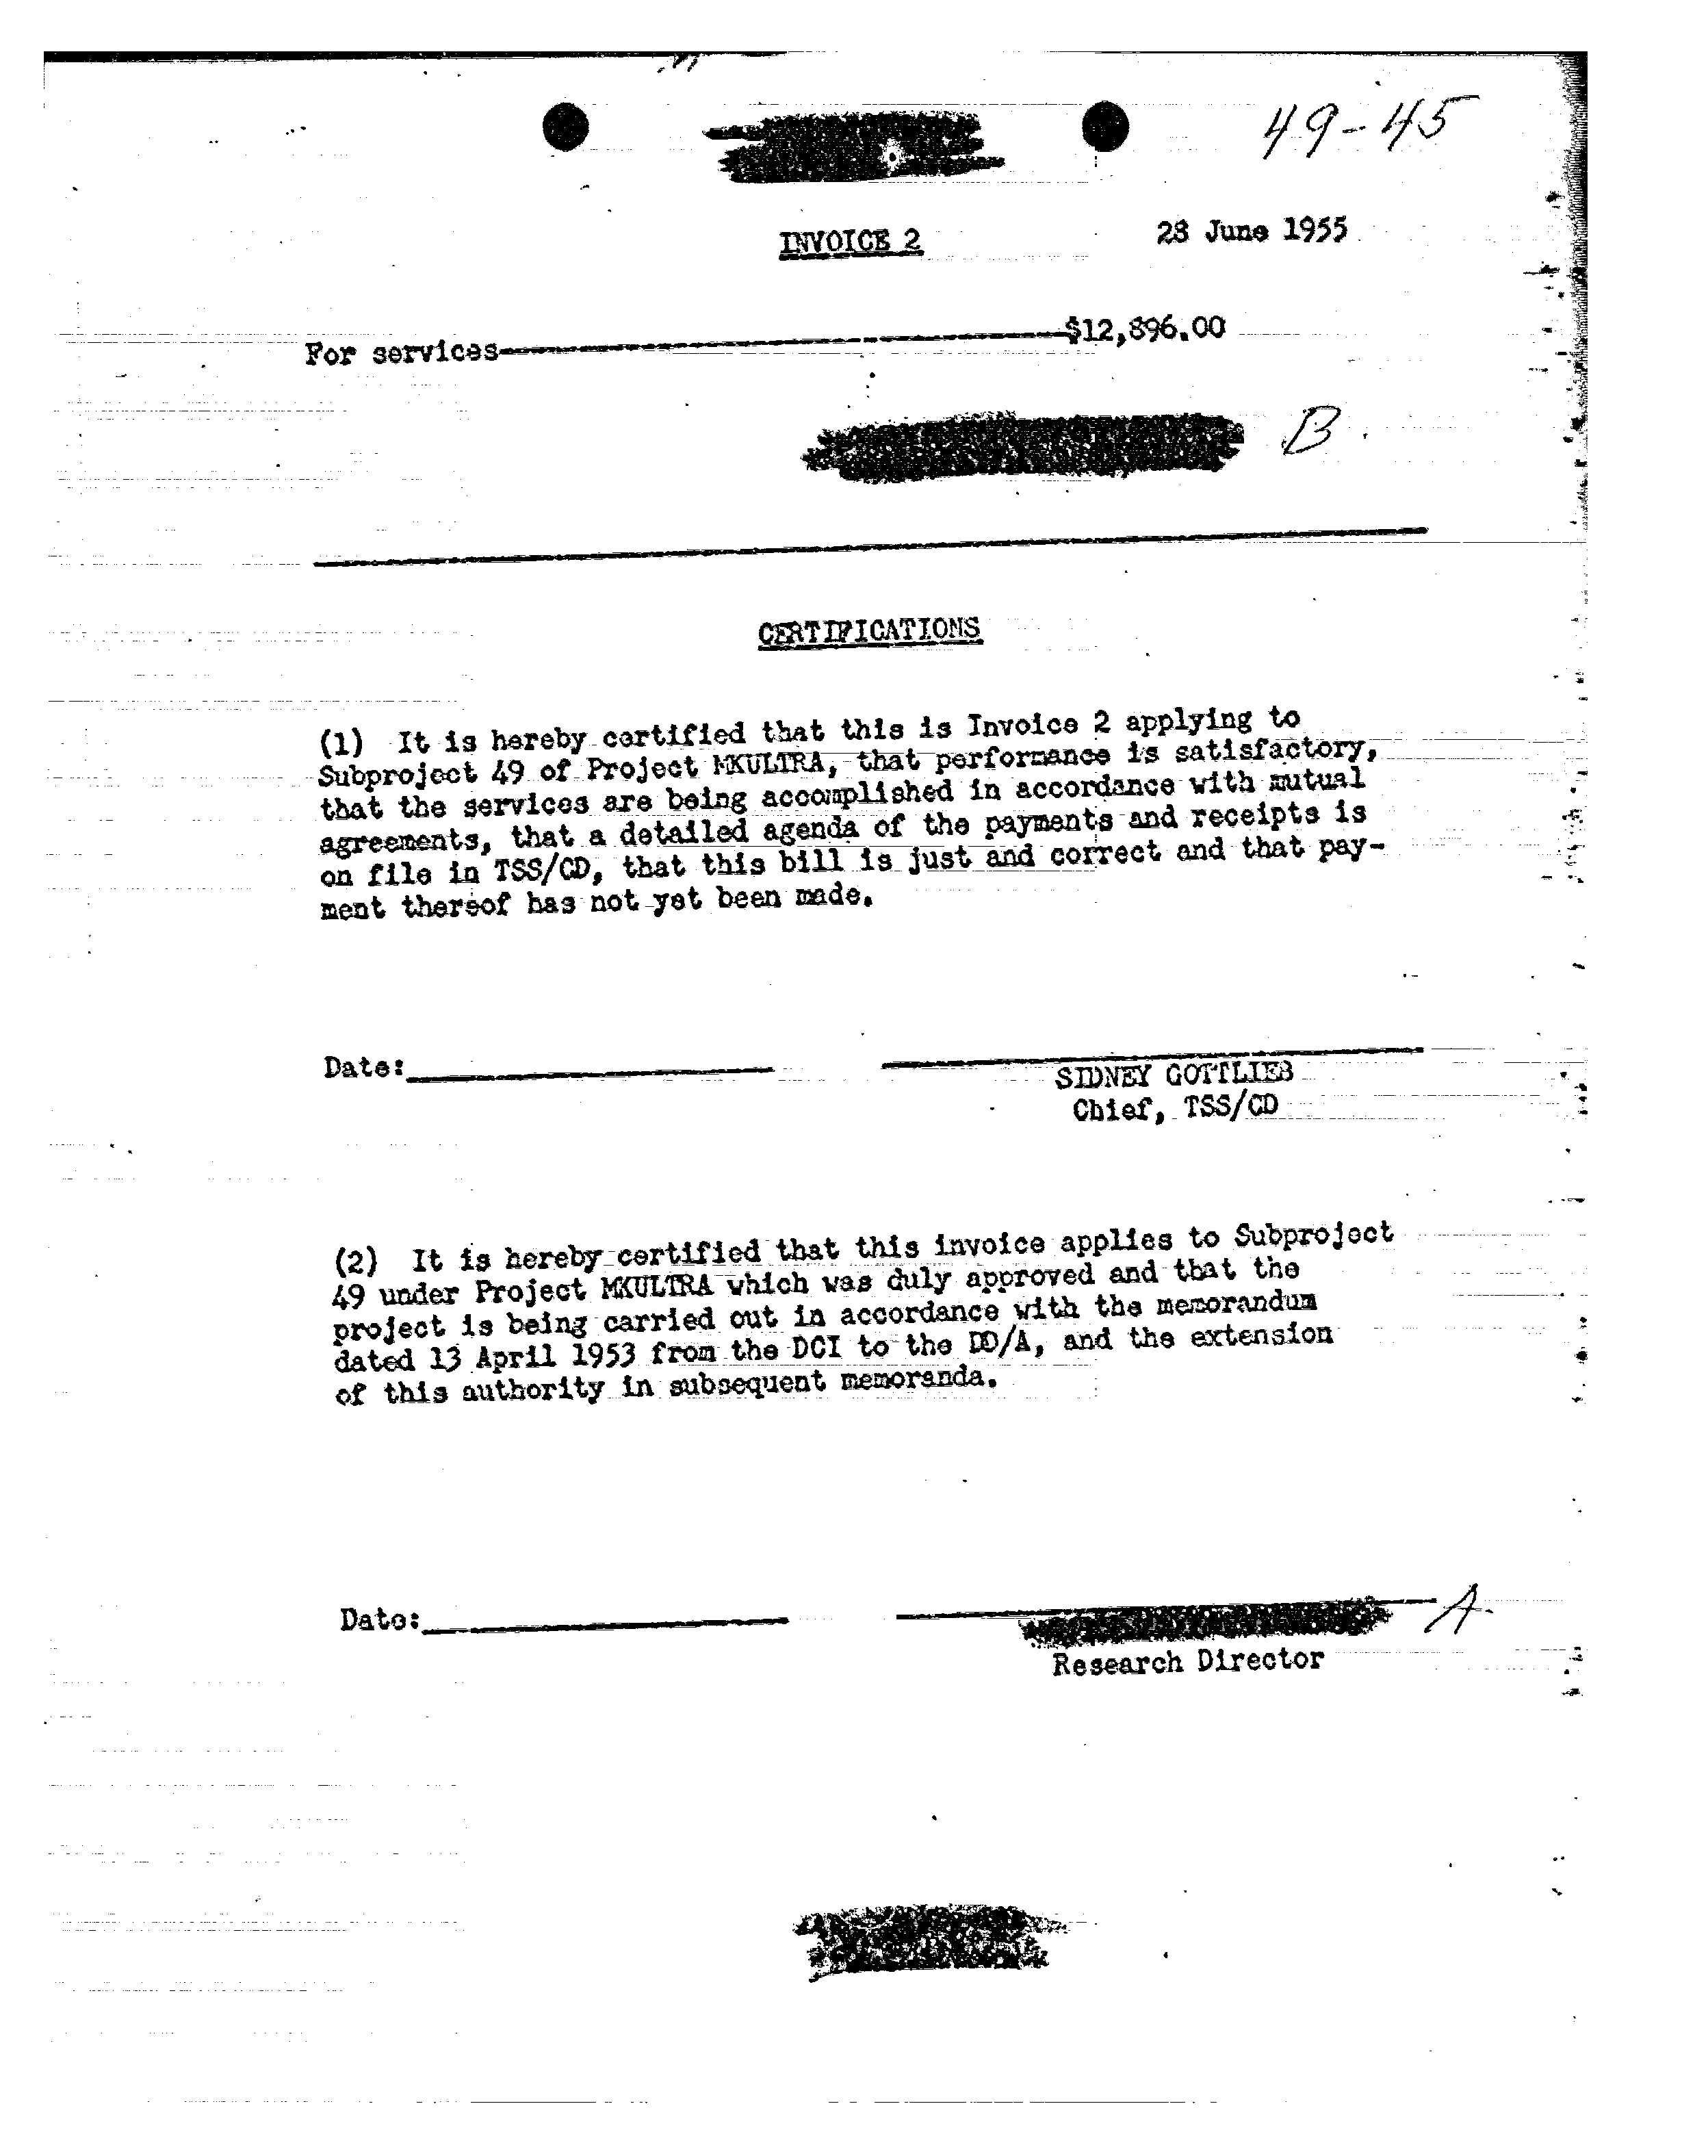 49-45
INVOICE 2
28 June 1955
For services $12,896.00
B.
CERTIFICATIONS
(1) It is hereby certified that this is Invoice 2 applying to
Subproject 49 of Project MKULTRA, that performance is satisfactory,
that the services are being accomplished in accordance with mutual
agreements, that a detailed agenda of the payments and receipts is
on file in TSS/CD, that this bill is just and correct and that pay-
ment thereof has not yet been made.
Date:
SIDNEY GOTTLIEB
Chief, TSS/CD
(2) It is hereby certified that this invoice applies to Subproject
49 under Project MKULTRA which was duly approved and that the
project is being carried out in accordance with the memorandum
dated 13 April 1953 from the DCI to the DD/A, and the extension
of this authority in subsequent memoranda.
Date:
A.
Research Director